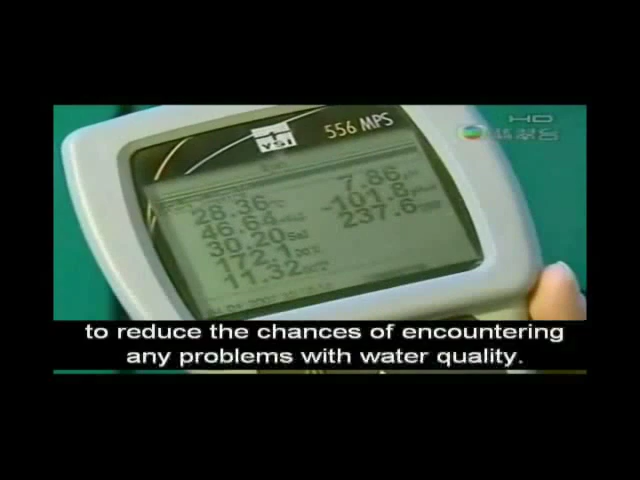 HD
YSI
556 MPS
28.36
46.64
30.20 Sal
172.1 DO%
11.32
7.86
-101.8
237.6
to reduce the chances of encountering
any problems with water quality.